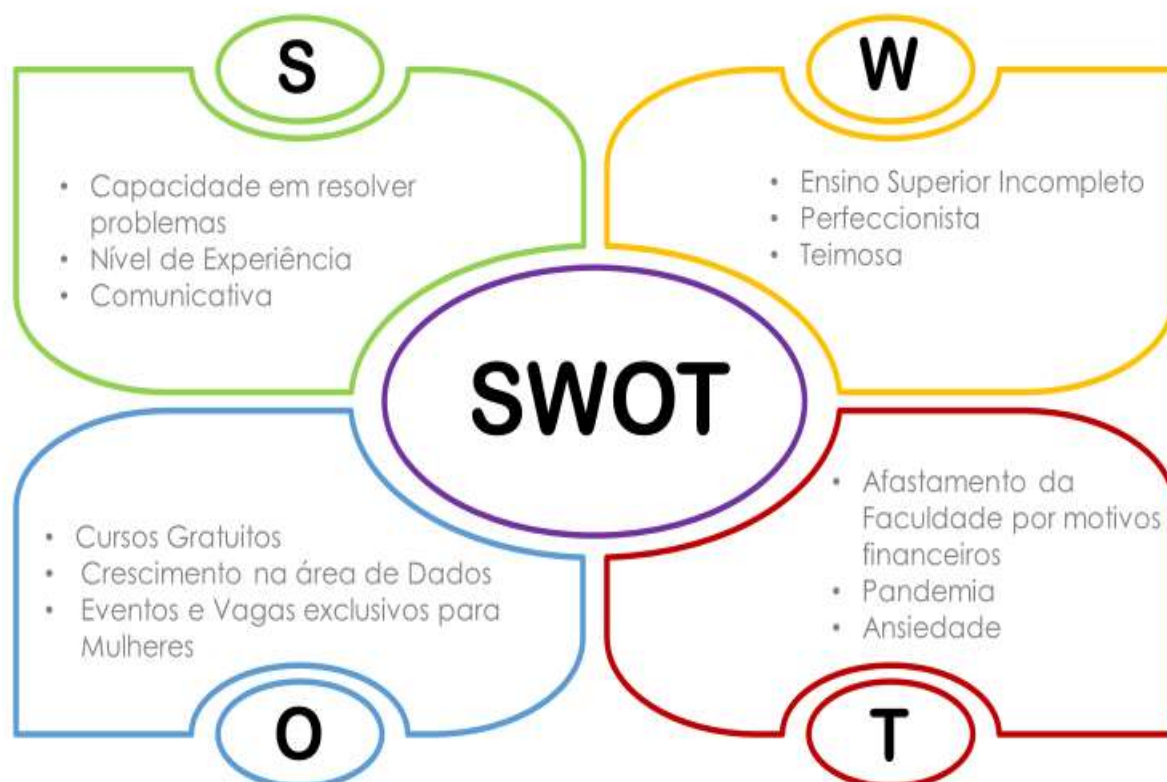 S
• Capacidade em resolver
problemas
• Nível de Experiência
• Comunicativa
W
• Ensino Superior Incompleto
• Perfeccionista
• Teimosa
SWOT
• Cursos Gratuitos
• Crescimento na área de Dados
• Eventos e Vagas exclusivos para
Mulheres
O
• Afastamento da
Faculdade por motivos
financeiros
• Pandemia
• Ansiedade
T